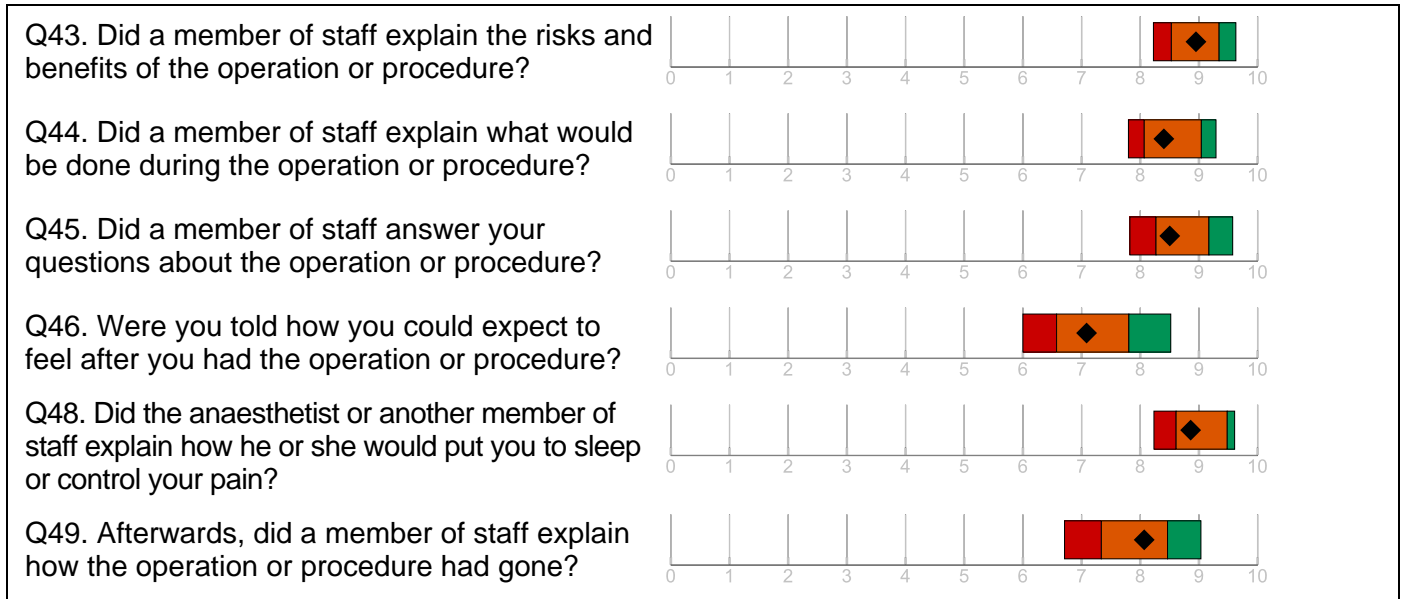 Q43. Did a member of staff explain the risks and
benefits of the operation or procedure?
0 1 2 3 4 5 6 7 8 9 10
Q44. Did a member of staff explain what would
be done during the operation or procedure?
0 1 2 3 4 5 6 7 8 9 10
Q45. Did a member of staff answer your
questions about the operation or procedure?
0 1 2 3 4 5 6 7 8 9 10
Q46. Were you told how you could expect to
feel after you had the operation or procedure?
0 1 2 3 4 5 6 7 8 9 10
Q48. Did the anaesthetist or another member of
staff explain how he or she would put you to sleep
or control your pain?
0 1 2 3 4 5 6 7 8 9 10
Q49. Afterwards, did a member of staff explain
how the operation or procedure had gone?
0 1 2 3 4 5 6 7 8 9 10